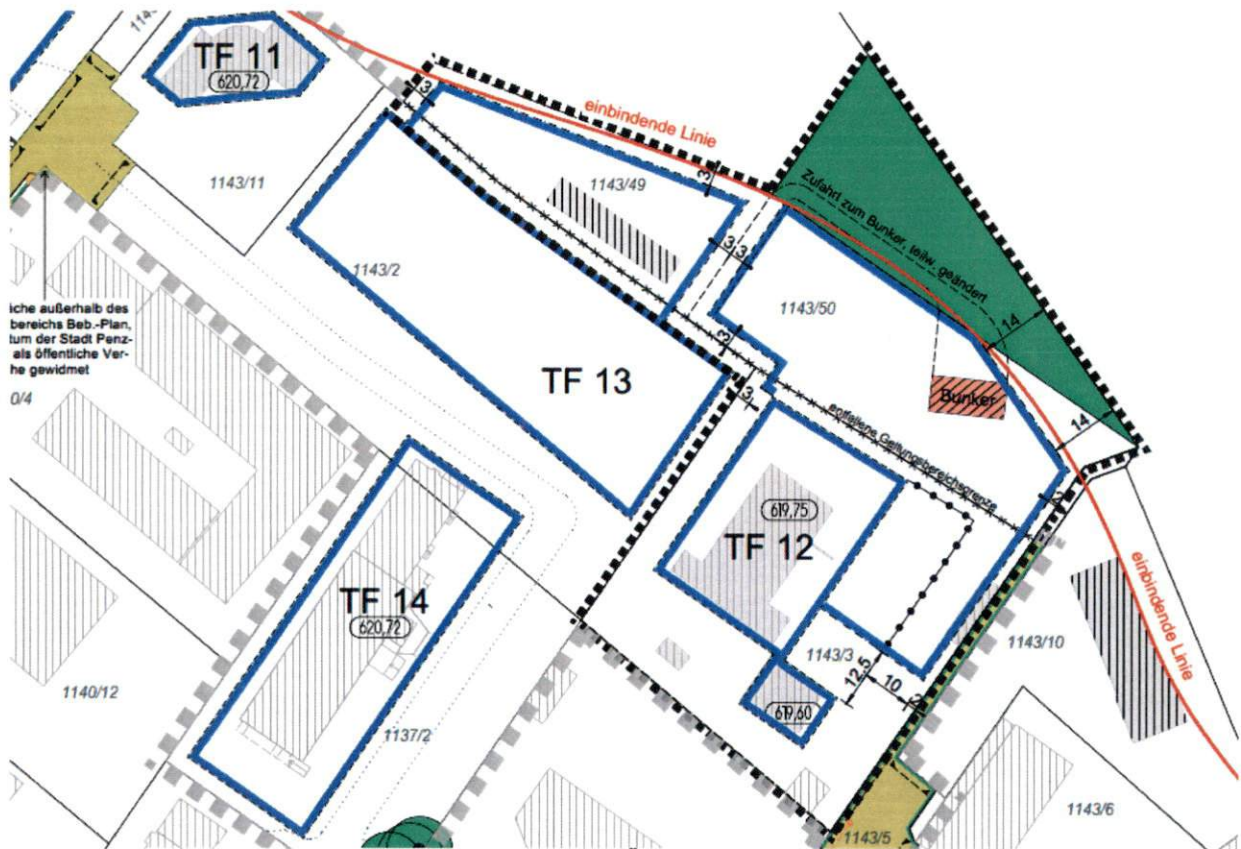 TF 11
620,72
3
einbindende Linie
3
1143/11
1143/49
Zufahrt zum Bunker, teilw. geändert
3
3
1143/2
1143/50
14
iche außerhalb des
bereichs Beb.-Plan,
tum der Stadt Penz-
als öffentliche Ver-
he gewidmet
0/4
3
TF 13
3
Bunker
14
entfallene Geltungsbereichsgrenze
2
619,75
TF 12
TF 14
620,72
einbindende Linie
1143/10
1143/3
12,5
10
2
1140/12
619,60
1137/2
1143/6
1143/5